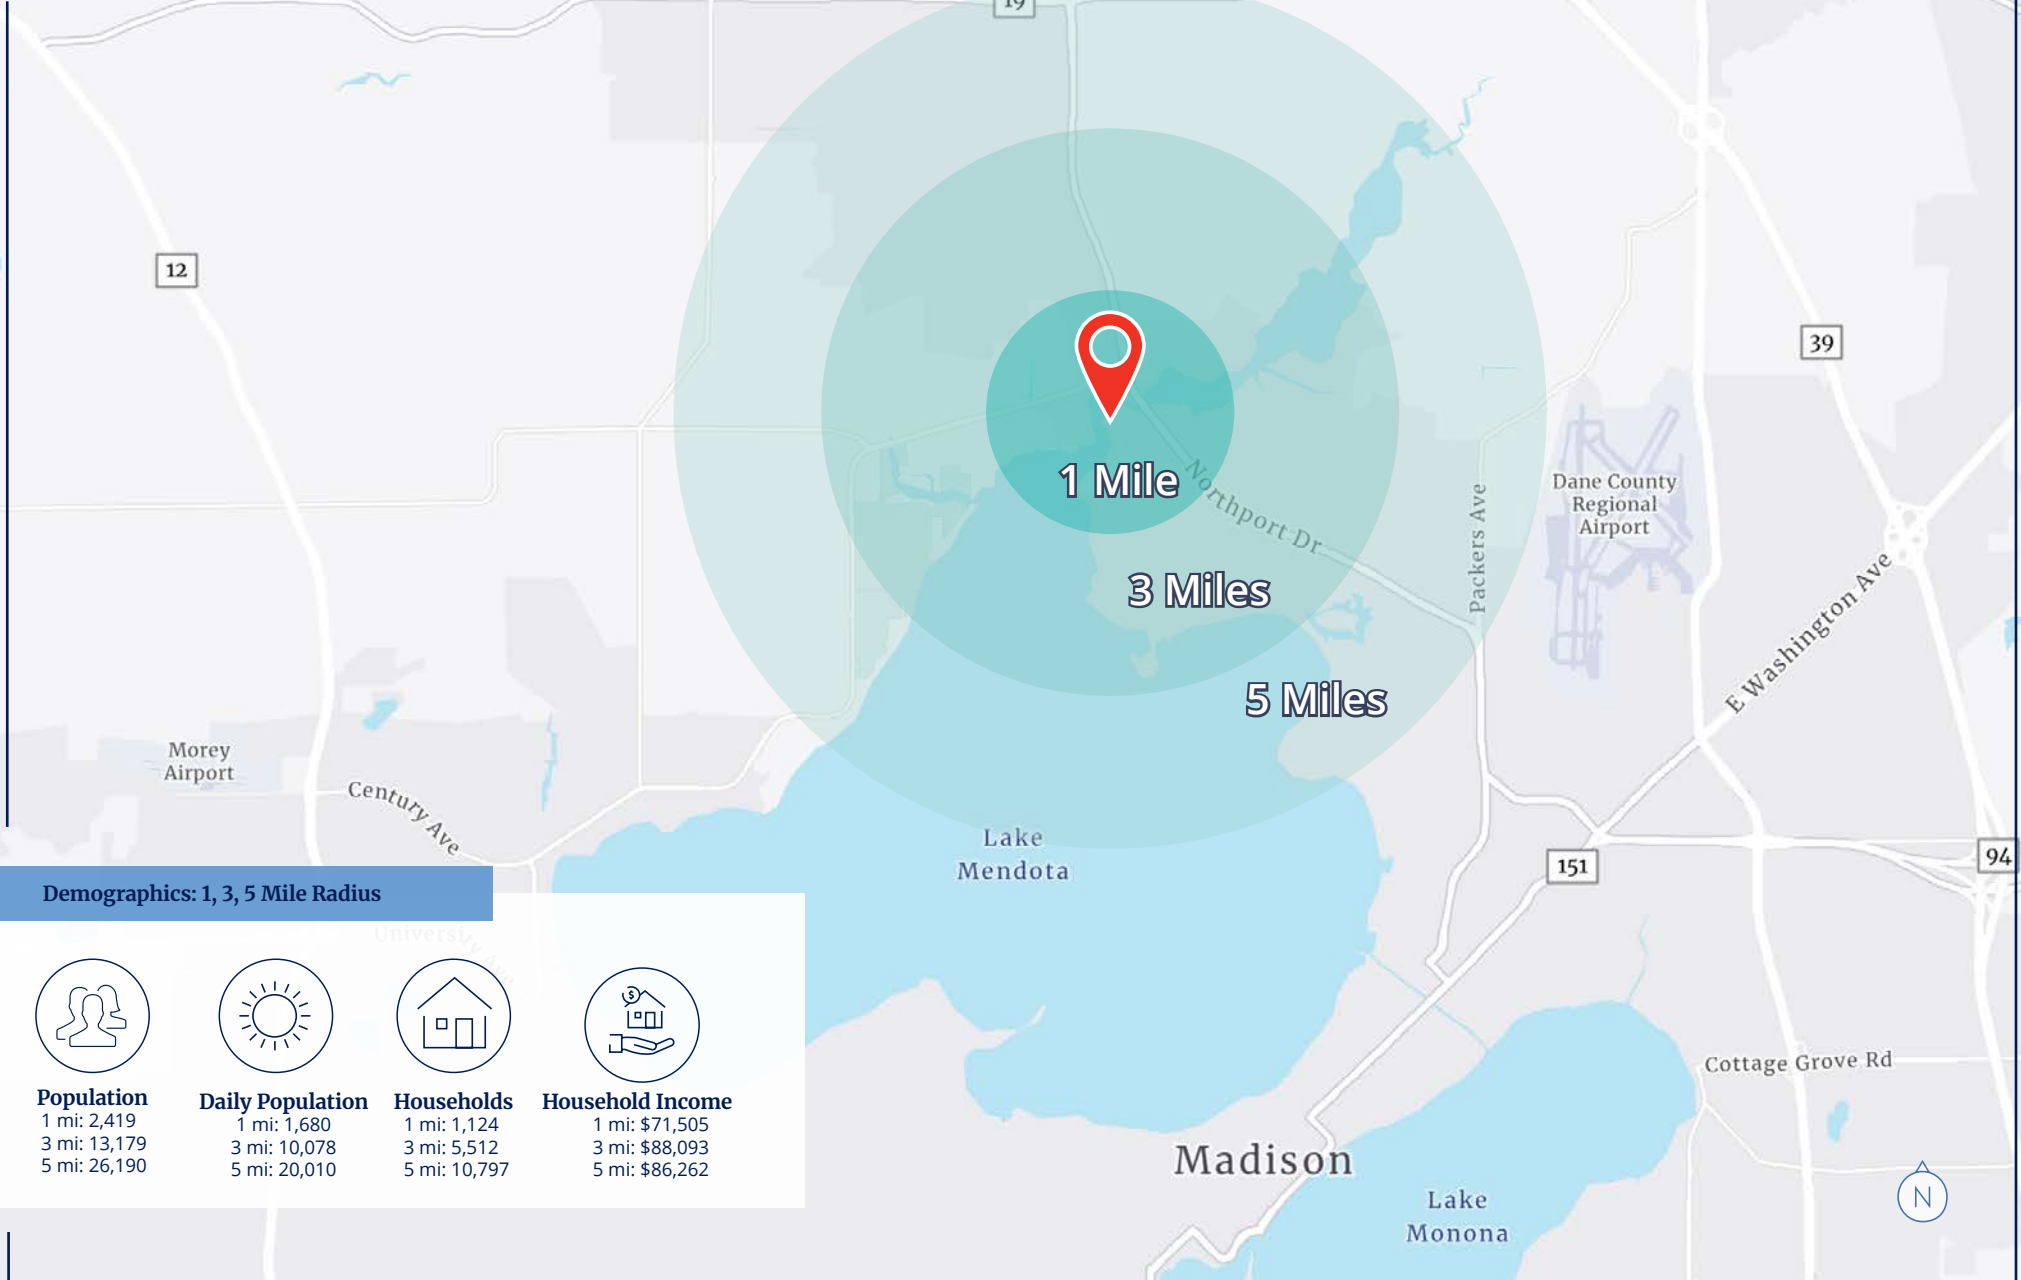 19
12
39
1 Mile
Northport Dr
Packers Ave
Dane County
Regional
Airport
3 Miles
E Washington Ave
5 Miles
Morey
Airport
Century Ave
Lake
Mendota
151
94
Demographics: 1, 3, 5 Mile Radius
Population
1 mi: 2,419
3 mi: 13,179
5 mi: 26,190
Daily Population
1 mi: 1,680
3 mi: 10,078
5 mi: 20,010
Households
1 mi: 1,124
3 mi: 5,512
5 mi: 10,797
$
Household Income
1 mi: $71,505
3 mi: $88,093
5 mi: $86,262
Cottage Grove Rd
Madison
Lake
Monona
N